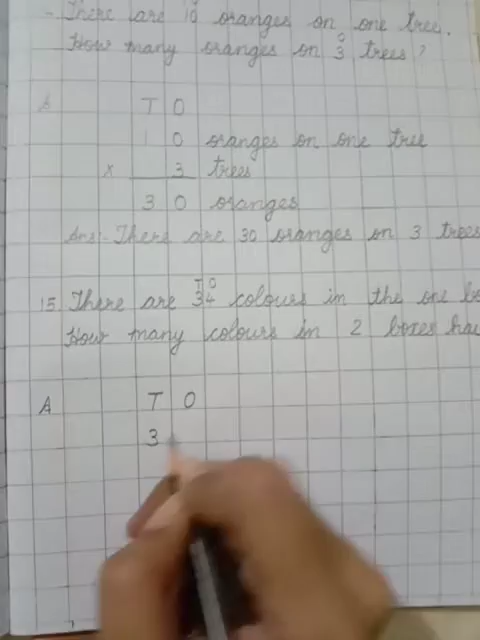 - There are 10 oranges on one tree.
How many oranges on 3 trees?
O
A
T O
1 0 oranges on one tree
x 3 trees
3 0 oranges
Ans:- There are 30 oranges on 3 trees
T O
15. There are 34 colours in the one bo
How many colours in 2 boxes hav
A T O
3